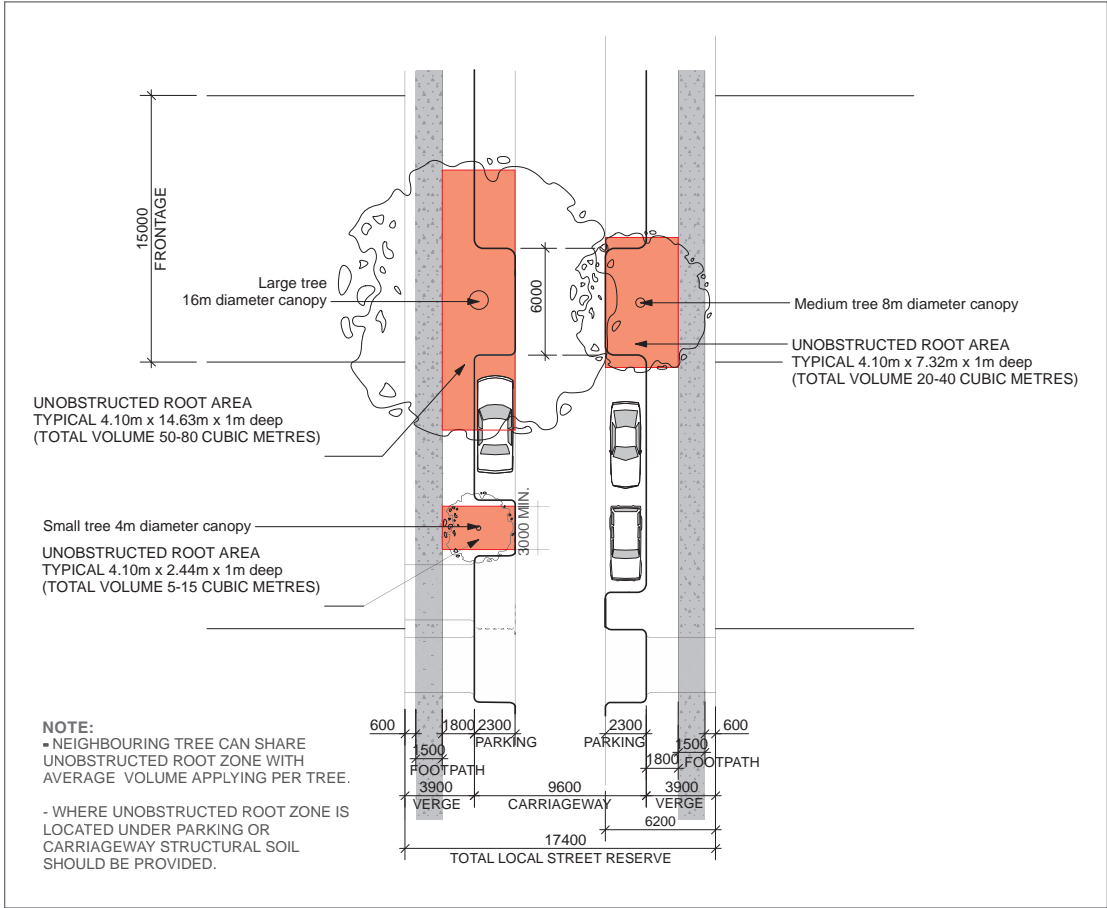 15000
FRONTAGE
Large tree
16m diameter canopy
6000
Medium tree 8m diameter canopy
UNOBSTRUCTED ROOT AREA
TYPICAL 4.10m x 7.32m x 1m deep
(TOTAL VOLUME 20-40 CUBIC METRES)
UNOBSTRUCTED ROOT AREA
TYPICAL 4.10m x 14.63m x 1m deep
(TOTAL VOLUME 50-80 CUBIC METRES)
Small tree 4m diameter canopy
3000 MIN.
UNOBSTRUCTED ROOT AREA
TYPICAL 4.10m x 2.44m x 1m deep
(TOTAL VOLUME 5-15 CUBIC METRES)
NOTE:
- NEIGHBOURING TREE CAN SHARE
UNOBSTRUCTED ROOT ZONE WITH
AVERAGE VOLUME APPLYING PER TREE.
- WHERE UNOBSTRUCTED ROOT ZONE IS
LOCATED UNDER PARKING OR
CARRIAGEWAY STRUCTURAL SOIL
SHOULD BE PROVIDED.
600 1800 2300 2300 600
PARKING PARKING
1500 1500
FOOTPATH 1800 FOOTPATH
3900 9600 3900
VERGE CARRIAGEWAY VERGE
6200
17400
TOTAL LOCAL STREET RESERVE